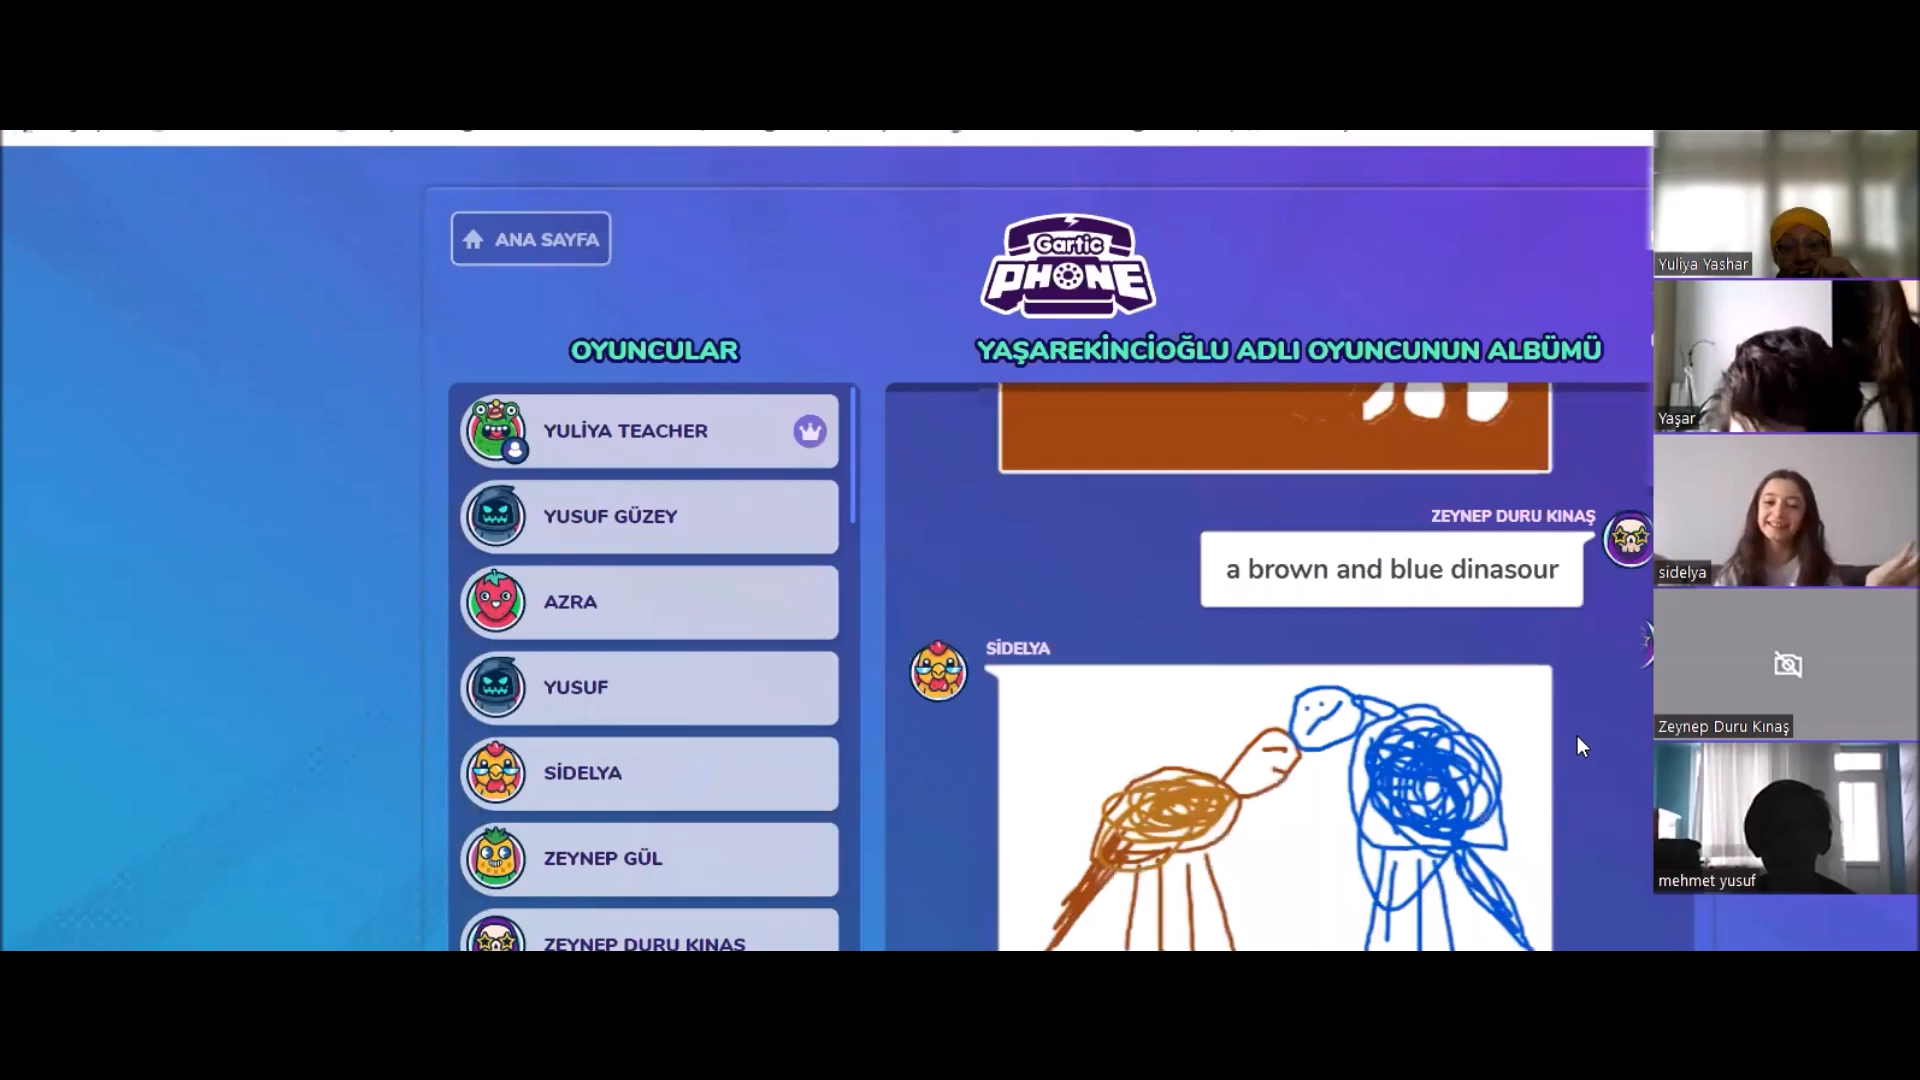 ANA SAYFA
Gartic
PHONE
OYUNCULAR
YULİYA TEACHER
YUSUF GÜZEY
AZRA
YUSUF
SİDELYA
ZEYNEP GÜL
ZEYNEP DURU KINAŞ
YAŞAREKİNCİOĞLU ADLI OYUNCUNUN ALBÜMÜ
ZEYNEP DURU KINAŞ
a brown and blue dinasour
SİDELYA
Yuliya Yashar
Yaşar
sidelya
Zeynep Duru Kınaş
mehmet yusuf